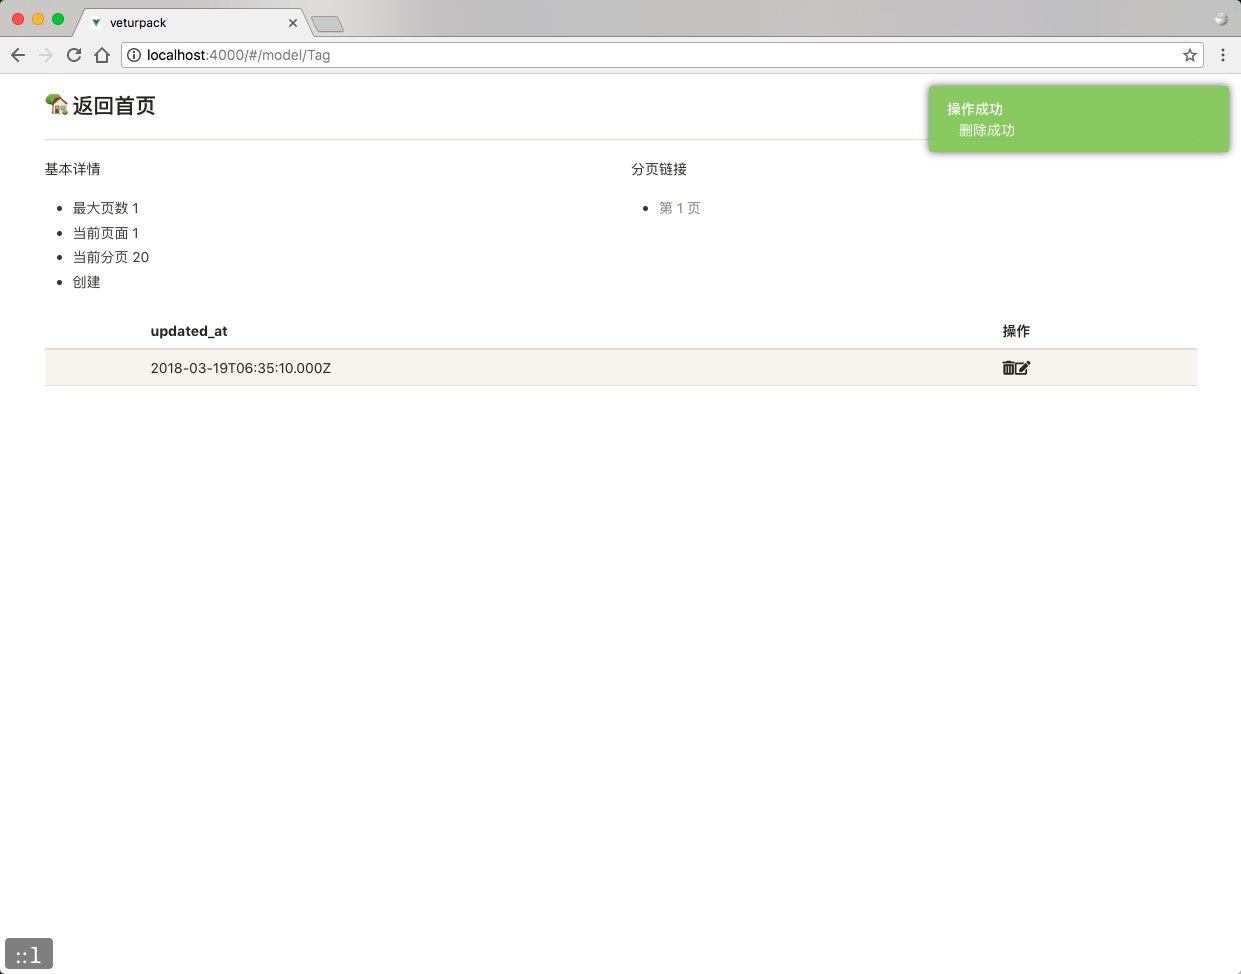 veturpack
localhost:4000/#/model/Tag
返回首页
操作成功
删除成功
基本详情
分页链接
最大页数 1
第 1 页
当前页面 1
当前分页 20
创建
updated_at 操作
2018-03-19T06:35:10.000Z
::1